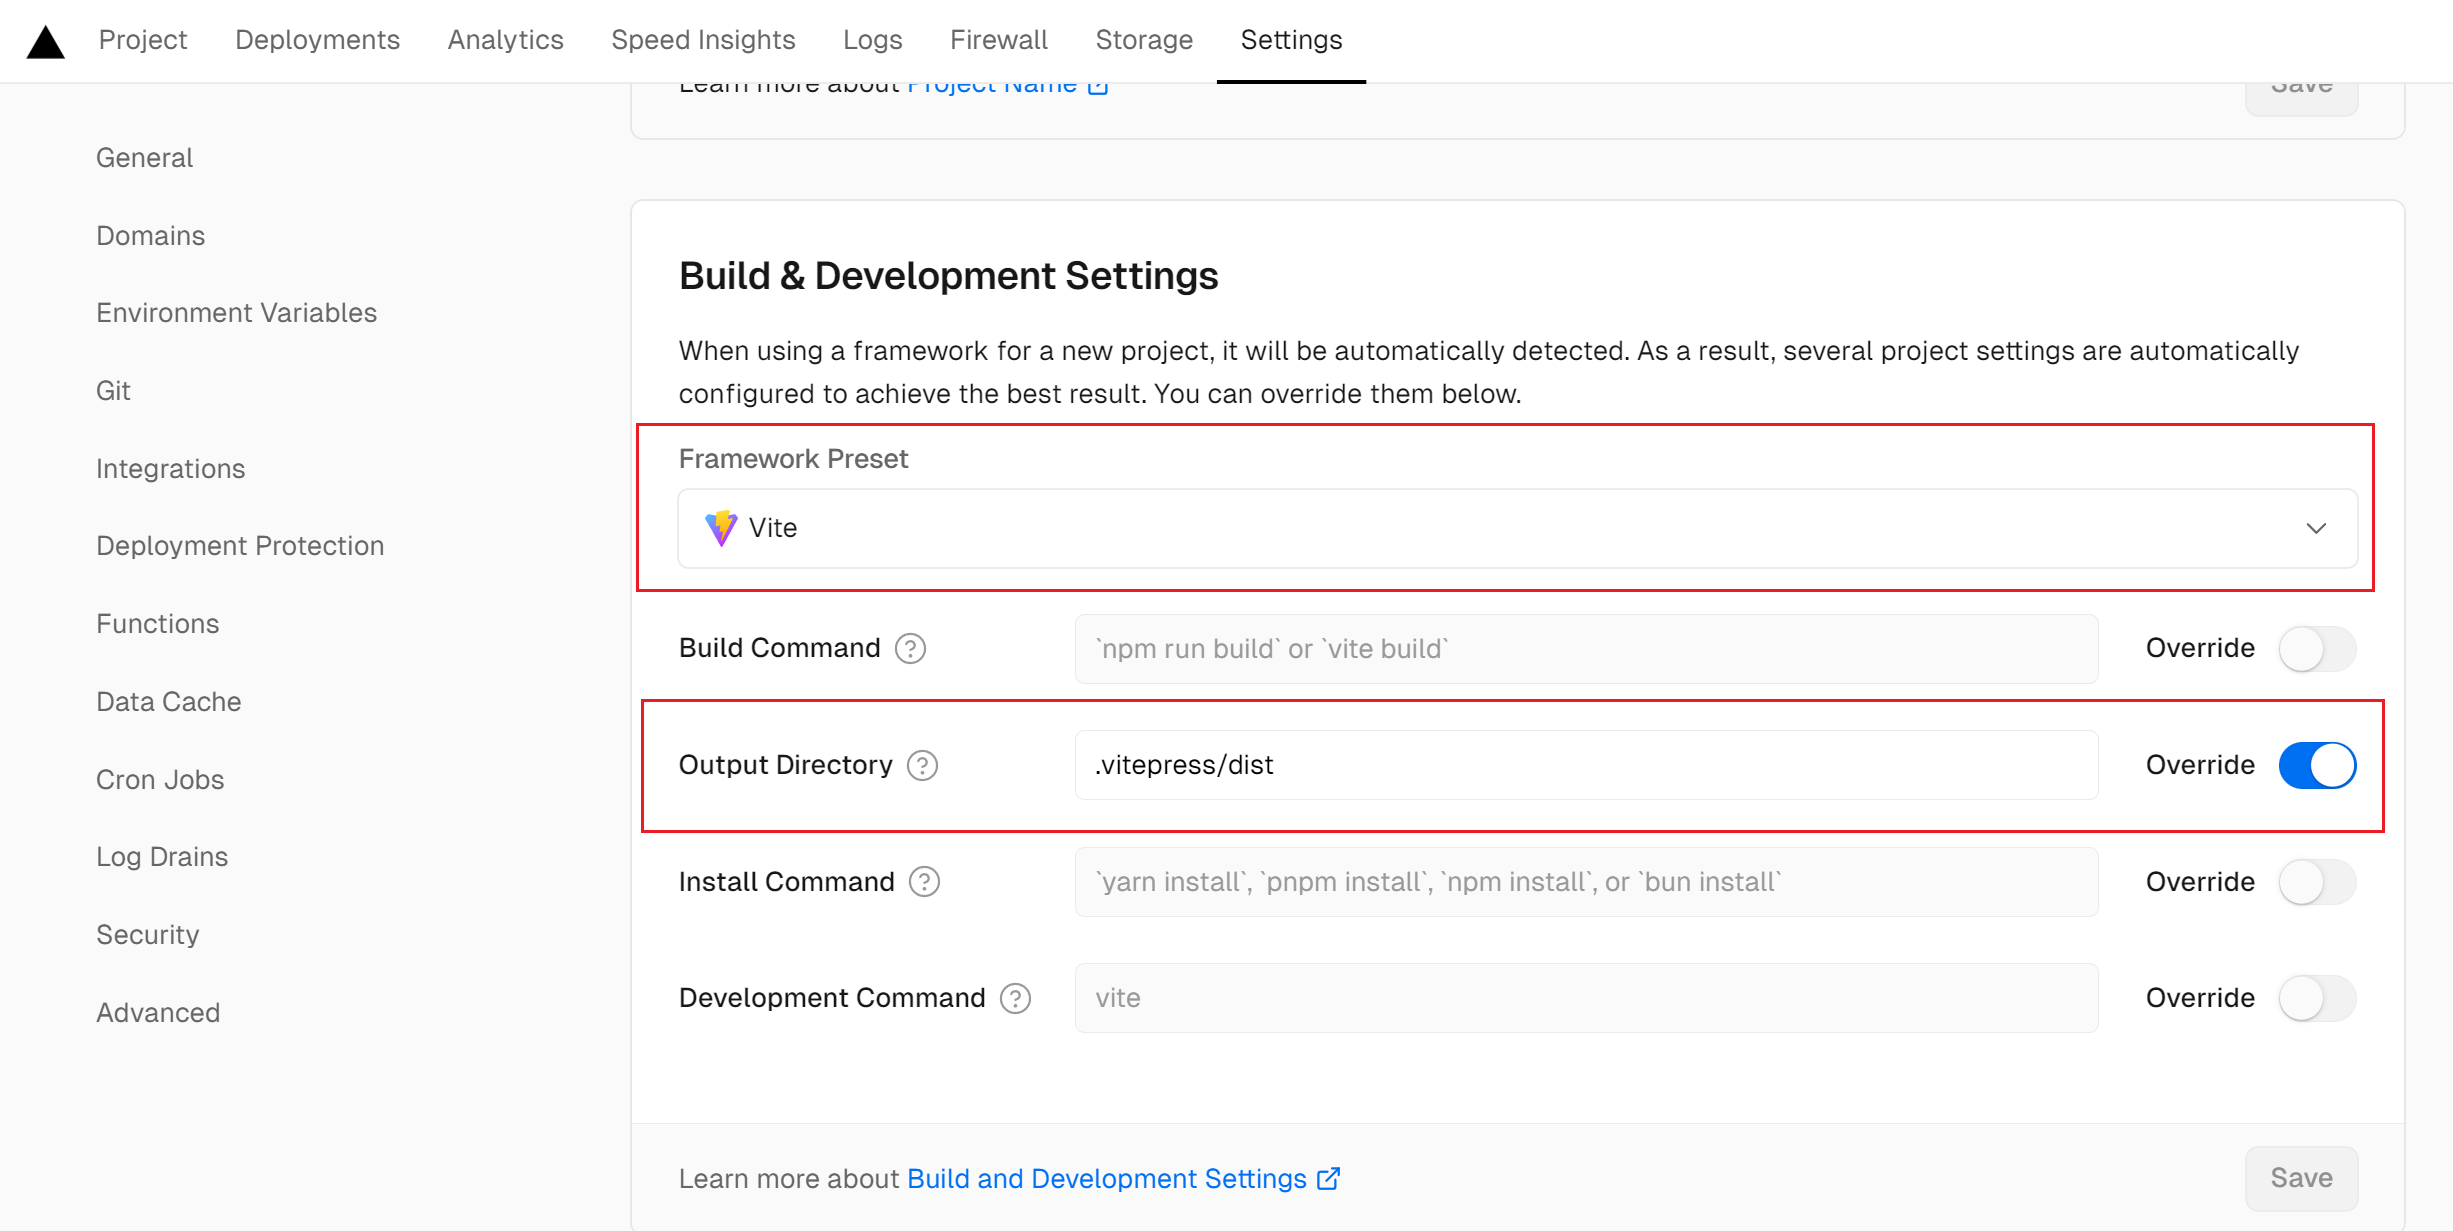 Project Deployments Analytics Speed Insights Logs Firewall Storage Settings
Learn more about Project Name
Save
General
Domains
Environment Variables
Git
Integrations
Deployment Protection
Functions
Data Cache
Cron Jobs
Log Drains
Security
Advanced
Build & Development Settings
When using a framework for a new project, it will be automatically detected. As a result, several project settings are automatically
configured to achieve the best result. You can override them below.
Framework Preset
Vite
Build Command ? `npm run build` or `vite build` Override
Output Directory ? .vitepress/dist Override
Install Command ? `yarn install`, `pnpm install`, `npm install`, or `bun install` Override
Development Command ? vite Override
Learn more about Build and Development Settings
Save